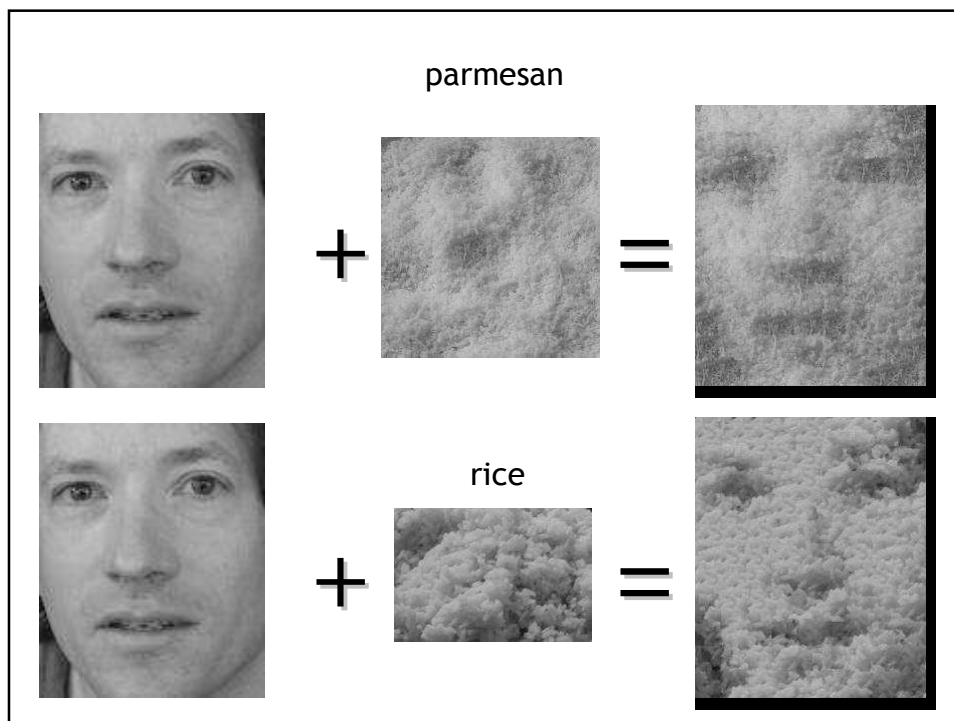 parmesan
+
=
rice
+
=